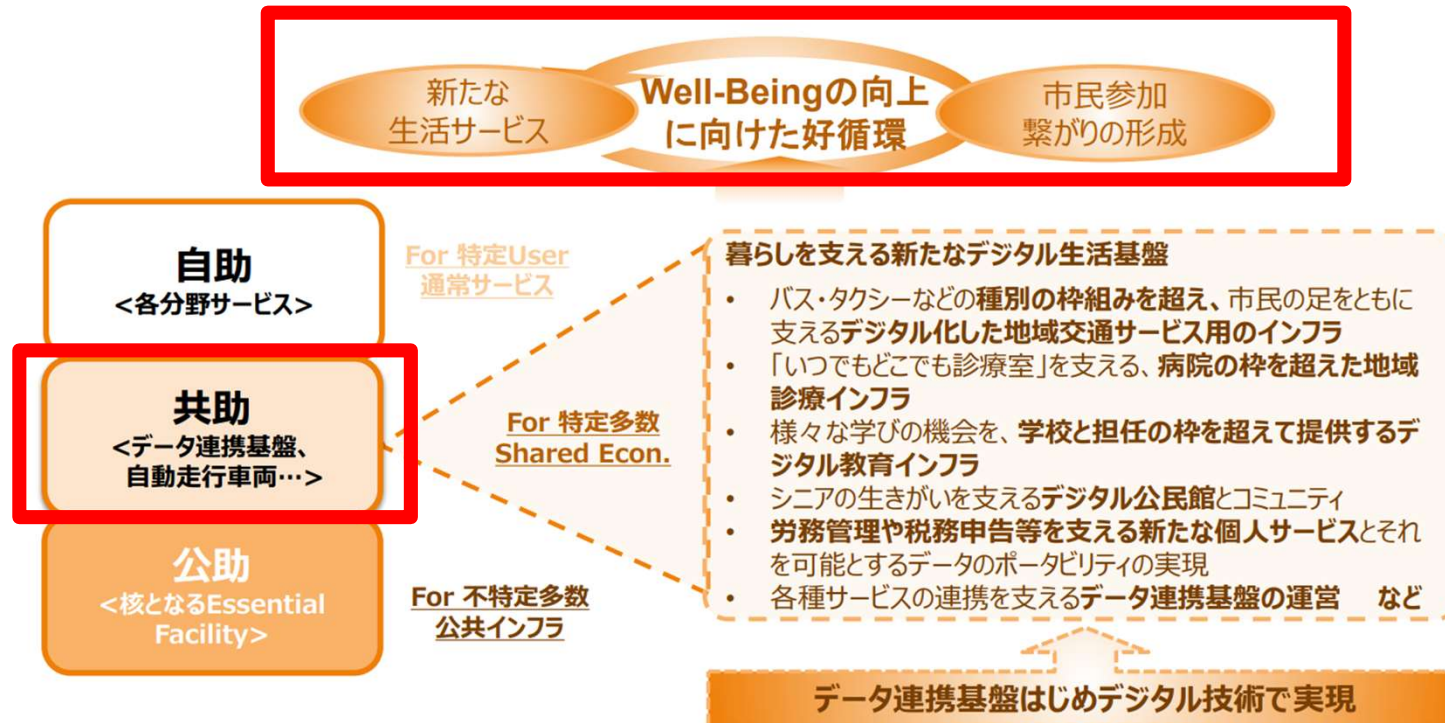 新たな
生活サービス
Well-Beingの向上
に向けた好循環
市民参加
繋がりの形成
自助
<各分野サービス>
For 特定User
通常サービス
共助
<データ連携基盤、
自動走行車両…>
For 特定多数
Shared Econ.
公助
<核となるEssential
Facility>
For 不特定多数
公共インフラ
暮らしを支える新たなデジタル生活基盤
• バス・タクシーなどの種別の枠組みを超え、市民の足をともに
支えるデジタル化した地域交通サービス用のインフラ
• 「いつでもどこでも診療室」を支える、病院の枠を超えた地域
診療インフラ
• 様々な学びの機会を、学校と担任の枠を超えて提供するデ
ジタル教育インフラ
• シニアの生きがいを支えるデジタル公民館とコミュニティ
• 労務管理や税務申告等を支える新たな個人サービスとそれ
を可能とするデータのポータビリティの実現
• 各種サービスの連携を支えるデータ連携基盤の運営 など
データ連携基盤はじめデジタル技術で実現